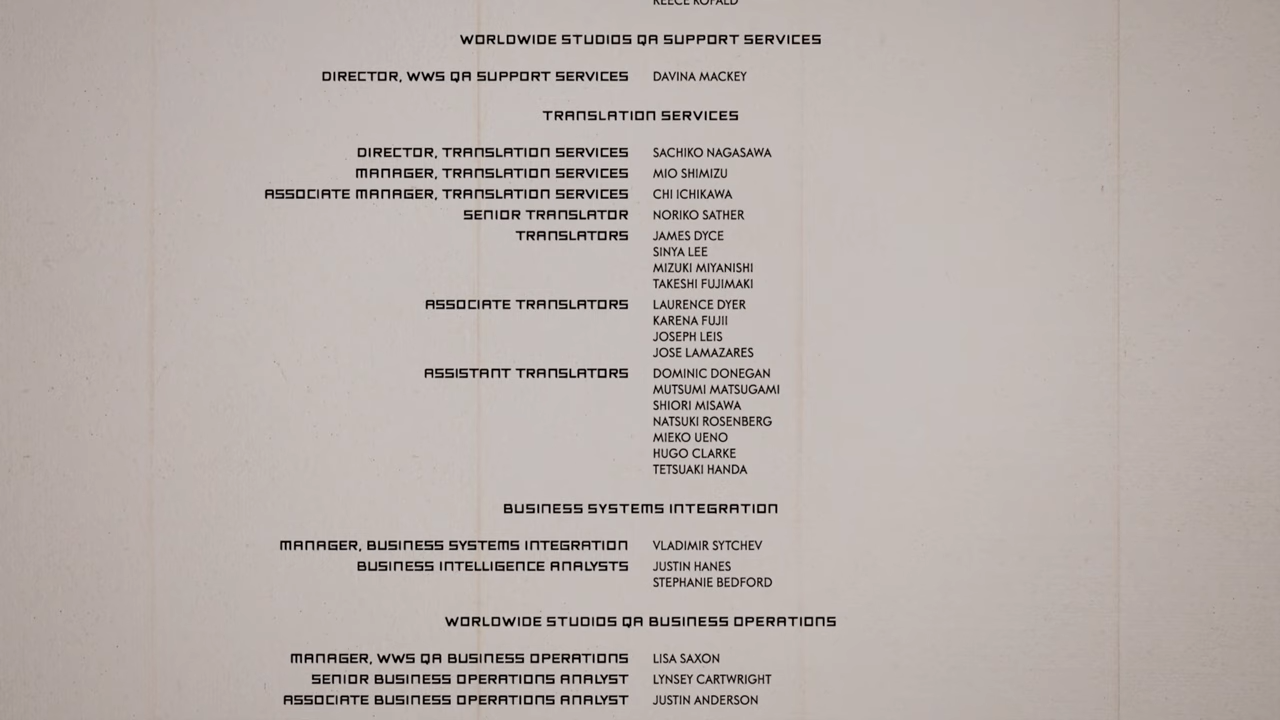 REECE KOFALD
WORLDWIDE STUDIOS QA SUPPORT SERVICES
DIRECTOR, WWS QA SUPPORT SERVICES DAVINA MACKEY
TRANSLATION SERVICES
DIRECTOR, TRANSLATION SERVICES SACHIKO NAGASAWA
MANAGER, TRANSLATION SERVICES MIO SHIMIZU
ASSOCIATE MANAGER, TRANSLATION SERVICES CHI ICHIKAWA
SENIOR TRANSLATOR NORIKO SATHER
TRANSLATORS JAMES DYCE
SINYA LEE
MIZUKI MIYANISHI
TAKESHI FUJIMAKI
ASSOCIATE TRANSLATORS LAURENCE DYER
KARENA FUJII
JOSEPH LEIS
JOSE LAMAZARES
ASSISTANT TRANSLATORS DOMINIC DONEGAN
MUTSUMI MATSUGAMI
SHIORI MISAWA
NATSUKI ROSENBERG
MIEKO UENO
HUGO CLARKE
TETSUAKI HANDA
BUSINESS SYSTEMS INTEGRATION
MANAGER, BUSINESS SYSTEMS INTEGRATION VLADIMIR SYTCHEV
BUSINESS INTELLIGENCE ANALYSTS JUSTIN HANES
STEPHANIE BEDFORD
WORLDWIDE STUDIOS QA BUSINESS OPERATIONS
MANAGER, WWS QA BUSINESS OPERATIONS LISA SAXON
SENIOR BUSINESS OPERATIONS ANALYST LYNSEY CARTWRIGHT
ASSOCIATE BUSINESS OPERATIONS ANALYST JUSTIN ANDERSON